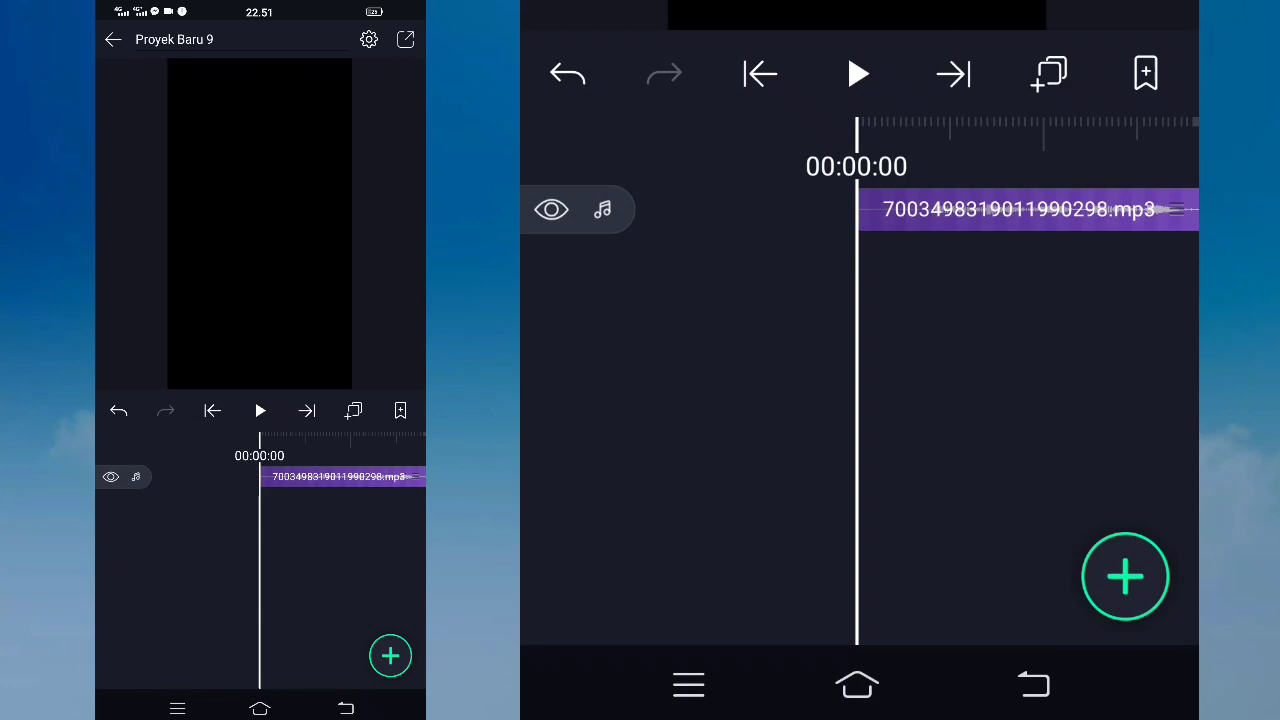 22.51
Proyek Baru 9
00:00:00
7003498319011990298.mp3
00:00:00
7003498319011990298.mp3